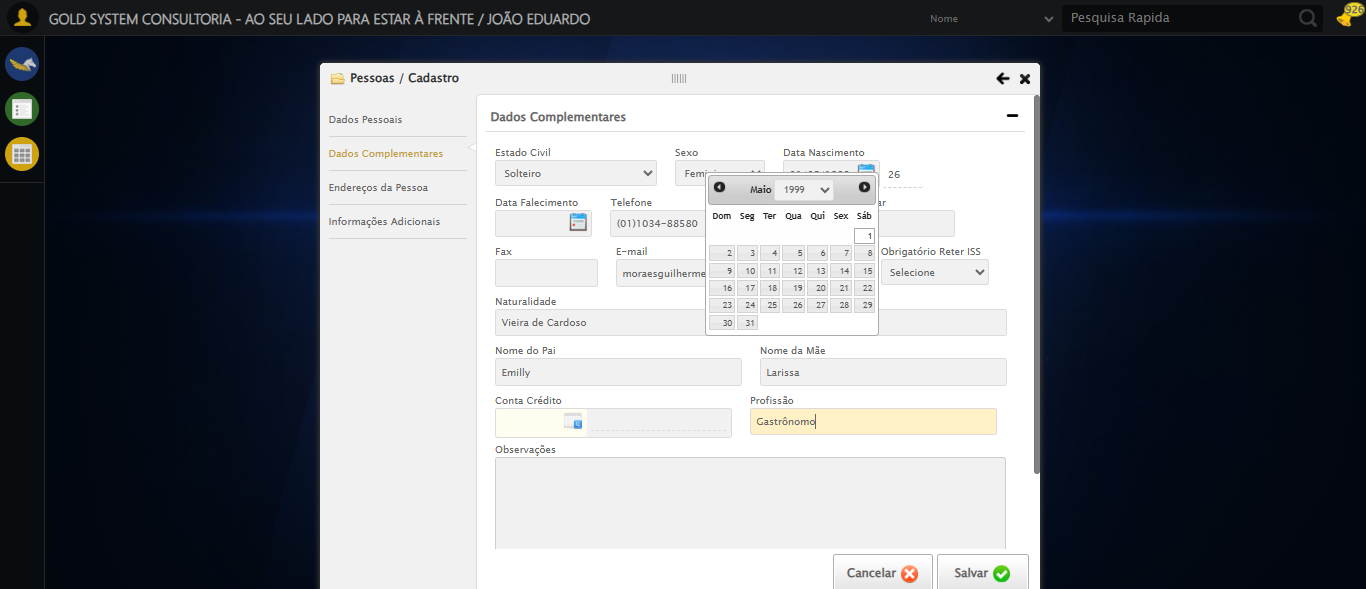 GOLD SYSTEM CONSULTORIA - AO SEU LADO PARA ESTAR À FRENTE / JOÃO EDUARDO
Nome
Pesquisa Rapida
926
Pessoas / Cadastro
Dados Pessoais
Dados Complementares
Endereços da Pessoa
Informações Adicionais
Dados Complementares
Estado Civil Sexo Data Nascimento
Solteiro 26
Data Falecimento Telefone
(01)1034-88580
Maio 1999
Dom Seg Ter Qua Qui Sex Sáb
1
2 3 4 5 6 7 8
9 10 11 12 13 14 15
16 17 18 19 20 21 22
23 24 25 26 27 28 29
30 31
Fax E-mail Obrigatório Reter ISS
moraesguilherme Selecione
Naturalidade
Vieira de Cardoso
Nome do Pai Nome da Mãe
Emilly Larissa
Conta Crédito Profissão
Gastrônomo
Observações
Cancelar Salvar